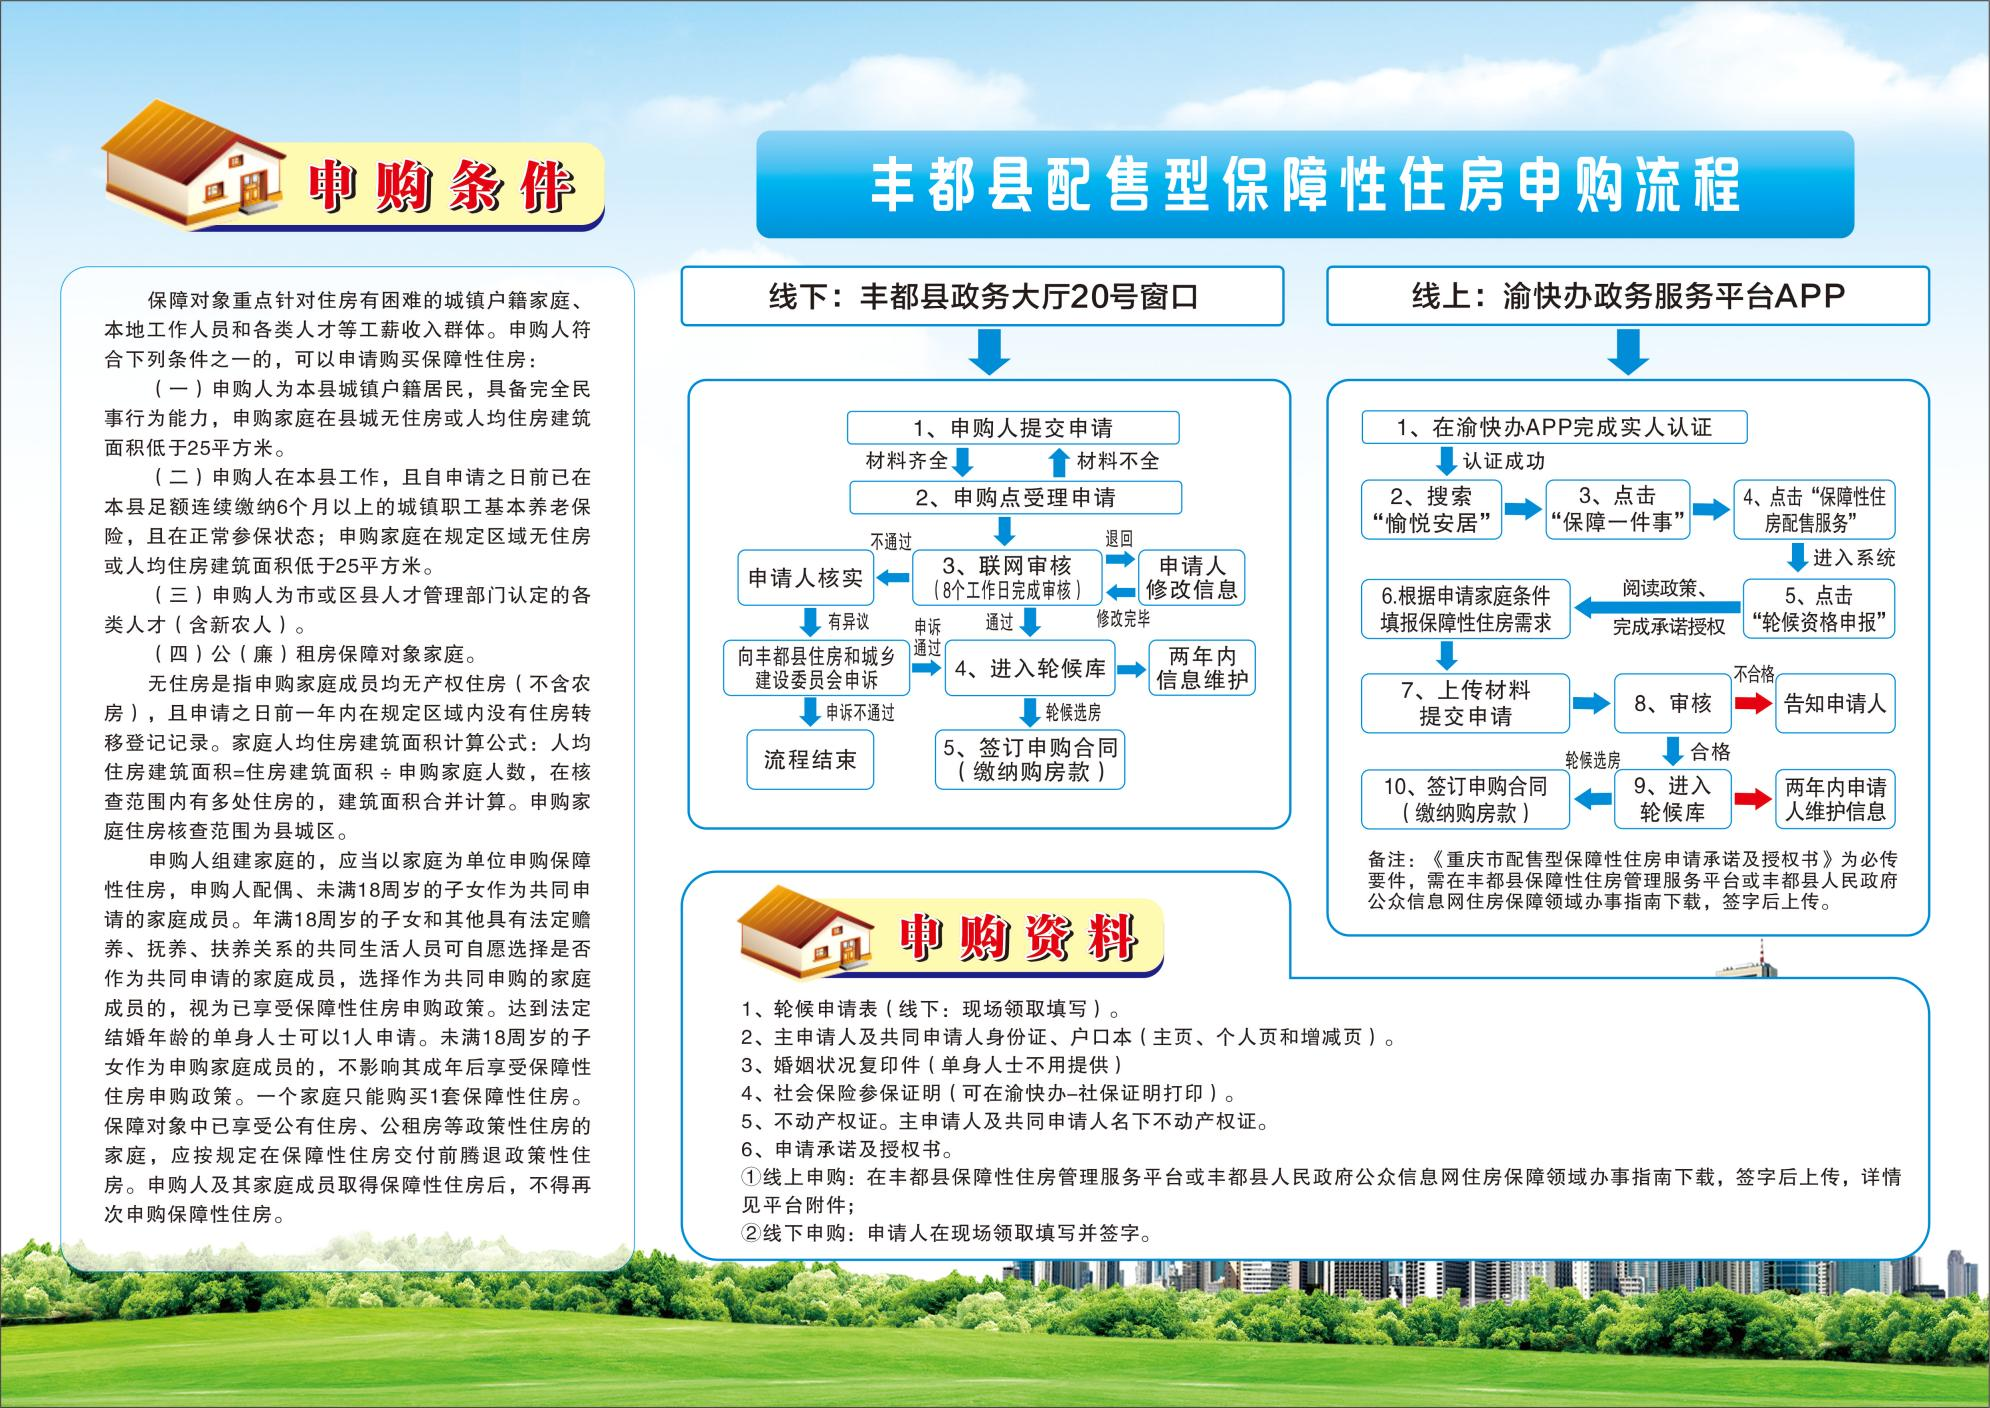 申购条件
保障对象重点针对住房有困难的城镇户籍家庭、
本地工作人员和各类人才等工薪收入群体。申购人符
合下列条件之一的，可以申请购买保障性住房：
（一）申购人为本县城镇户籍居民，具备完全民
事行为能力，申购家庭在县城无住房或人均住房建筑
面积低于25平方米。
（二）申购人在本县工作，且自申请之日前已在
本县足额连续缴纳6个月以上的城镇职工基本养老保
险，且在正常参保状态；申购家庭在规定区域无住房
或人均住房建筑面积低于25平方米。
（三）申购人为市或区县人才管理部门认定的各
类人才（含新农人）。
（四）公（廉）租房保障对象家庭。
无住房是指申购家庭成员均无产权住房（不含农
房），且申请之日前一年内在规定区域内没有住房转
移登记记录。家庭人均住房建筑面积计算公式：人均
住房建筑面积=住房建筑面积÷申购家庭人数，在核
查范围内有多处住房的，建筑面积合并计算。申购家
庭住房核查范围为县城区。
申购人组建家庭的，应当以家庭为单位申购保障
性住房，申购人配偶、未满18周岁的子女作为共同申
请的家庭成员。年满18周岁的子女和其他具有法定赡
养、抚养、扶养关系的共同生活人员可自愿选择是否
作为共同申请的家庭成员，选择作为共同申购的家庭
成员的，视为已享受保障性住房申购政策。达到法定
结婚年龄的单身人士可以1人申请。未满18周岁的子
女作为申购家庭成员的，不影响其成年后享受保障性
住房申购政策。一个家庭只能购买1套保障性住房。
保障对象中已享受公有住房、公租房等政策性住房的
家庭，应按规定在保障性住房交付前腾退政策性住
房。申购人及其家庭成员取得保障性住房后，不得再
次申购保障性住房。
丰都县配售型保障性住房申购流程
线下：丰都县政务大厅20号窗口
1、申购人提交申请
材料齐全
材料不全
2、申购点受理申请
不通过
退回
申请人核实
3、联网审核
（8个工作日完成审核）
申请人
修改信息
有异议
申诉
通过
通过
修改完毕
向丰都县住房和城乡
建设委员会申诉
4、进入轮候库
两年内
信息维护
申诉不通过
轮候选房
流程结束
5、签订申购合同
（缴纳购房款）
线上：渝快办政务服务平台APP
1、在渝快办APP完成实人认证
认证成功
2、搜索
“愉悦安居”
3、点击
“保障一件事”
4、点击“保障性住
房配售服务”
进入系统
6.根据申请家庭条件
填报保障性住房需求
阅读政策、
完成承诺授权
5、点击
“轮候资格申报”
7、上传材料
提交申请
8、审核
不合格
告知申请人
合格
轮候选房
10、签订申购合同
（缴纳购房款）
9、进入
轮候库
两年内申请
人维护信息
备注：《重庆市配售型保障性住房申请承诺及授权书》为必传
要件，需在丰都县保障性住房管理服务平台或丰都县人民政府
公众信息网住房保障领域办事指南下载，签字后上传。
申购资料
1、轮候申请表（线下：现场领取填写）。
2、主申请人及共同申请人身份证、户口本（主页、个人页和增减页）。
3、婚姻状况复印件（单身人士不用提供）
4、社会保险参保证明（可在渝快办-社保证明打印）。
5、不动产权证。主申请人及共同申请人名下不动产权证。
6、申请承诺及授权书。
①线上申购：在丰都县保障性住房管理服务平台或丰都县人民政府公众信息网住房保障领域办事指南下载，签字后上传，详情
见平台附件；
②线下申购：申请人在现场领取填写并签字。